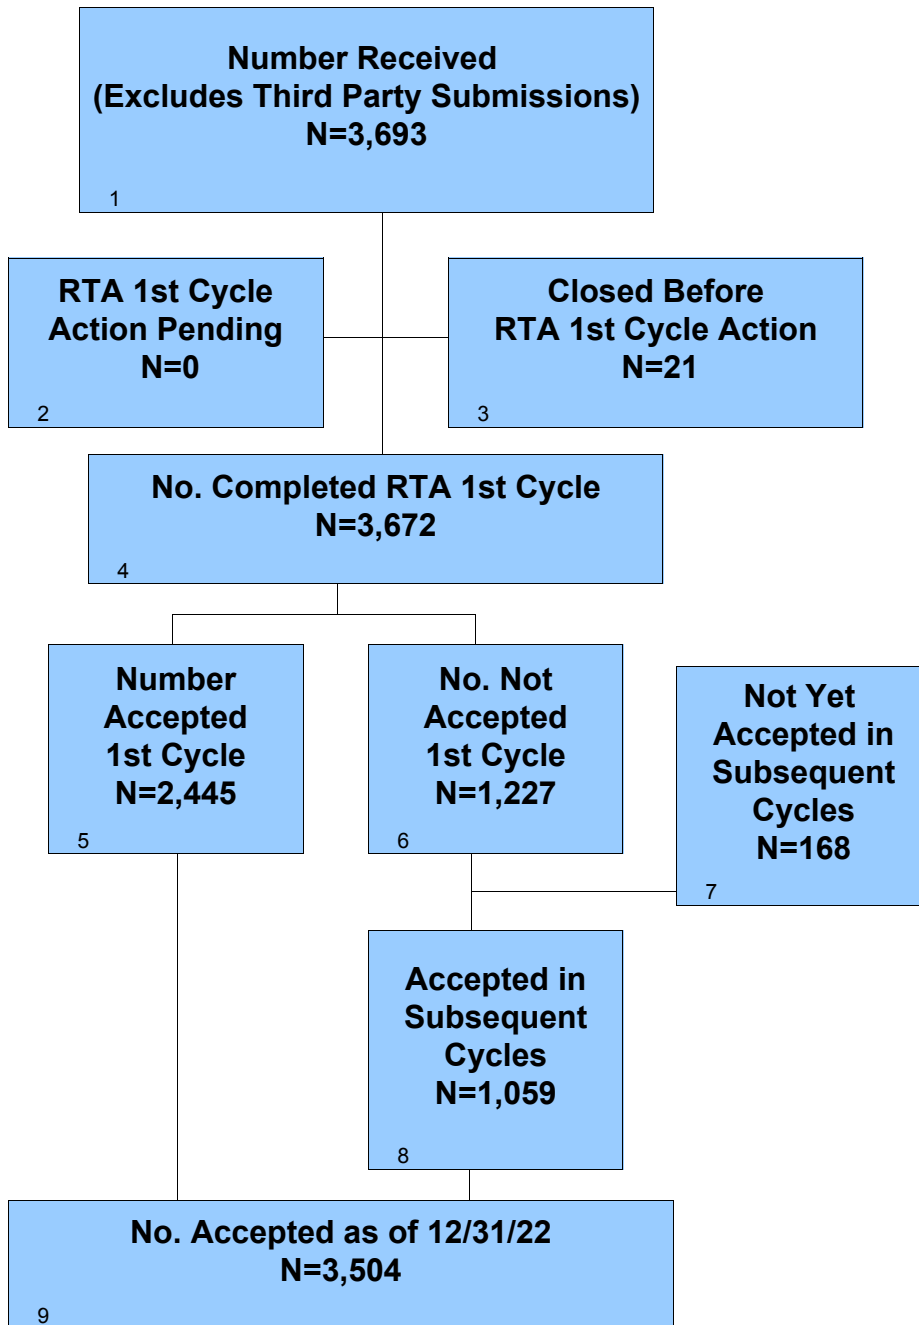 Number Received
(Excludes Third Party Submissions)
N=3,693
1
RTA 1st Cycle
Action Pending
N=0
2
Closed Before
RTA 1st Cycle Action
N=21
3
No. Completed RTA 1st Cycle
N=3,672
4
Number
Accepted
1st Cycle
N=2,445
5
No. Not
Accepted
1st Cycle
N=1,227
6
Not Yet
Accepted in
Subsequent
Cycles
N=168
7
Accepted in
Subsequent
Cycles
N=1,059
8
No. Accepted as of 12/31/22
N=3,504
9